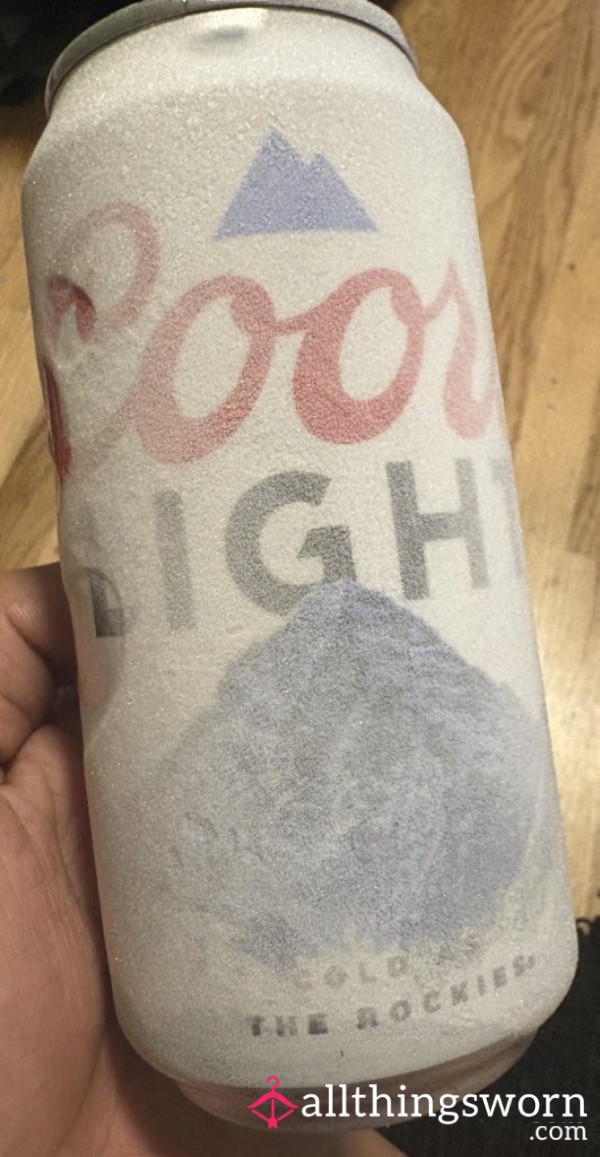 Coors
LIGHT
COLD AS
THE ROCKIES.
allthingsworn
.com